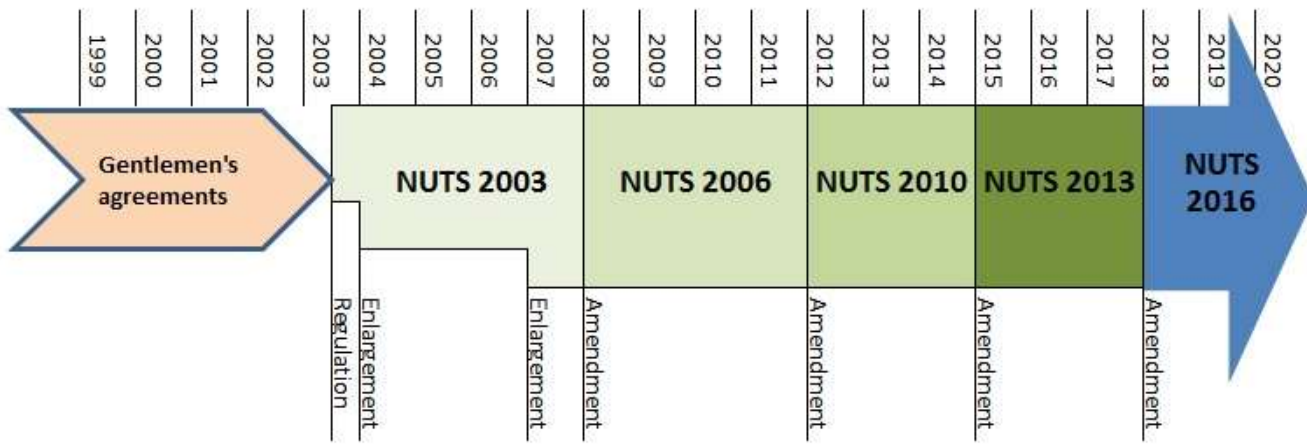 1999
2000
2001
2002
2003
2004
2005
2006
2007
2008
2009
2010
2011
2012
2013
2014
2015
2016
2017
2018
2019
2020
Gentlemen's
agreements
NUTS 2003
NUTS 2006
NUTS 2010
NUTS 2013
NUTS
2016
Regulation
Enlargement
Enlargement
Amendment
Amendment
Amendment
Amendment